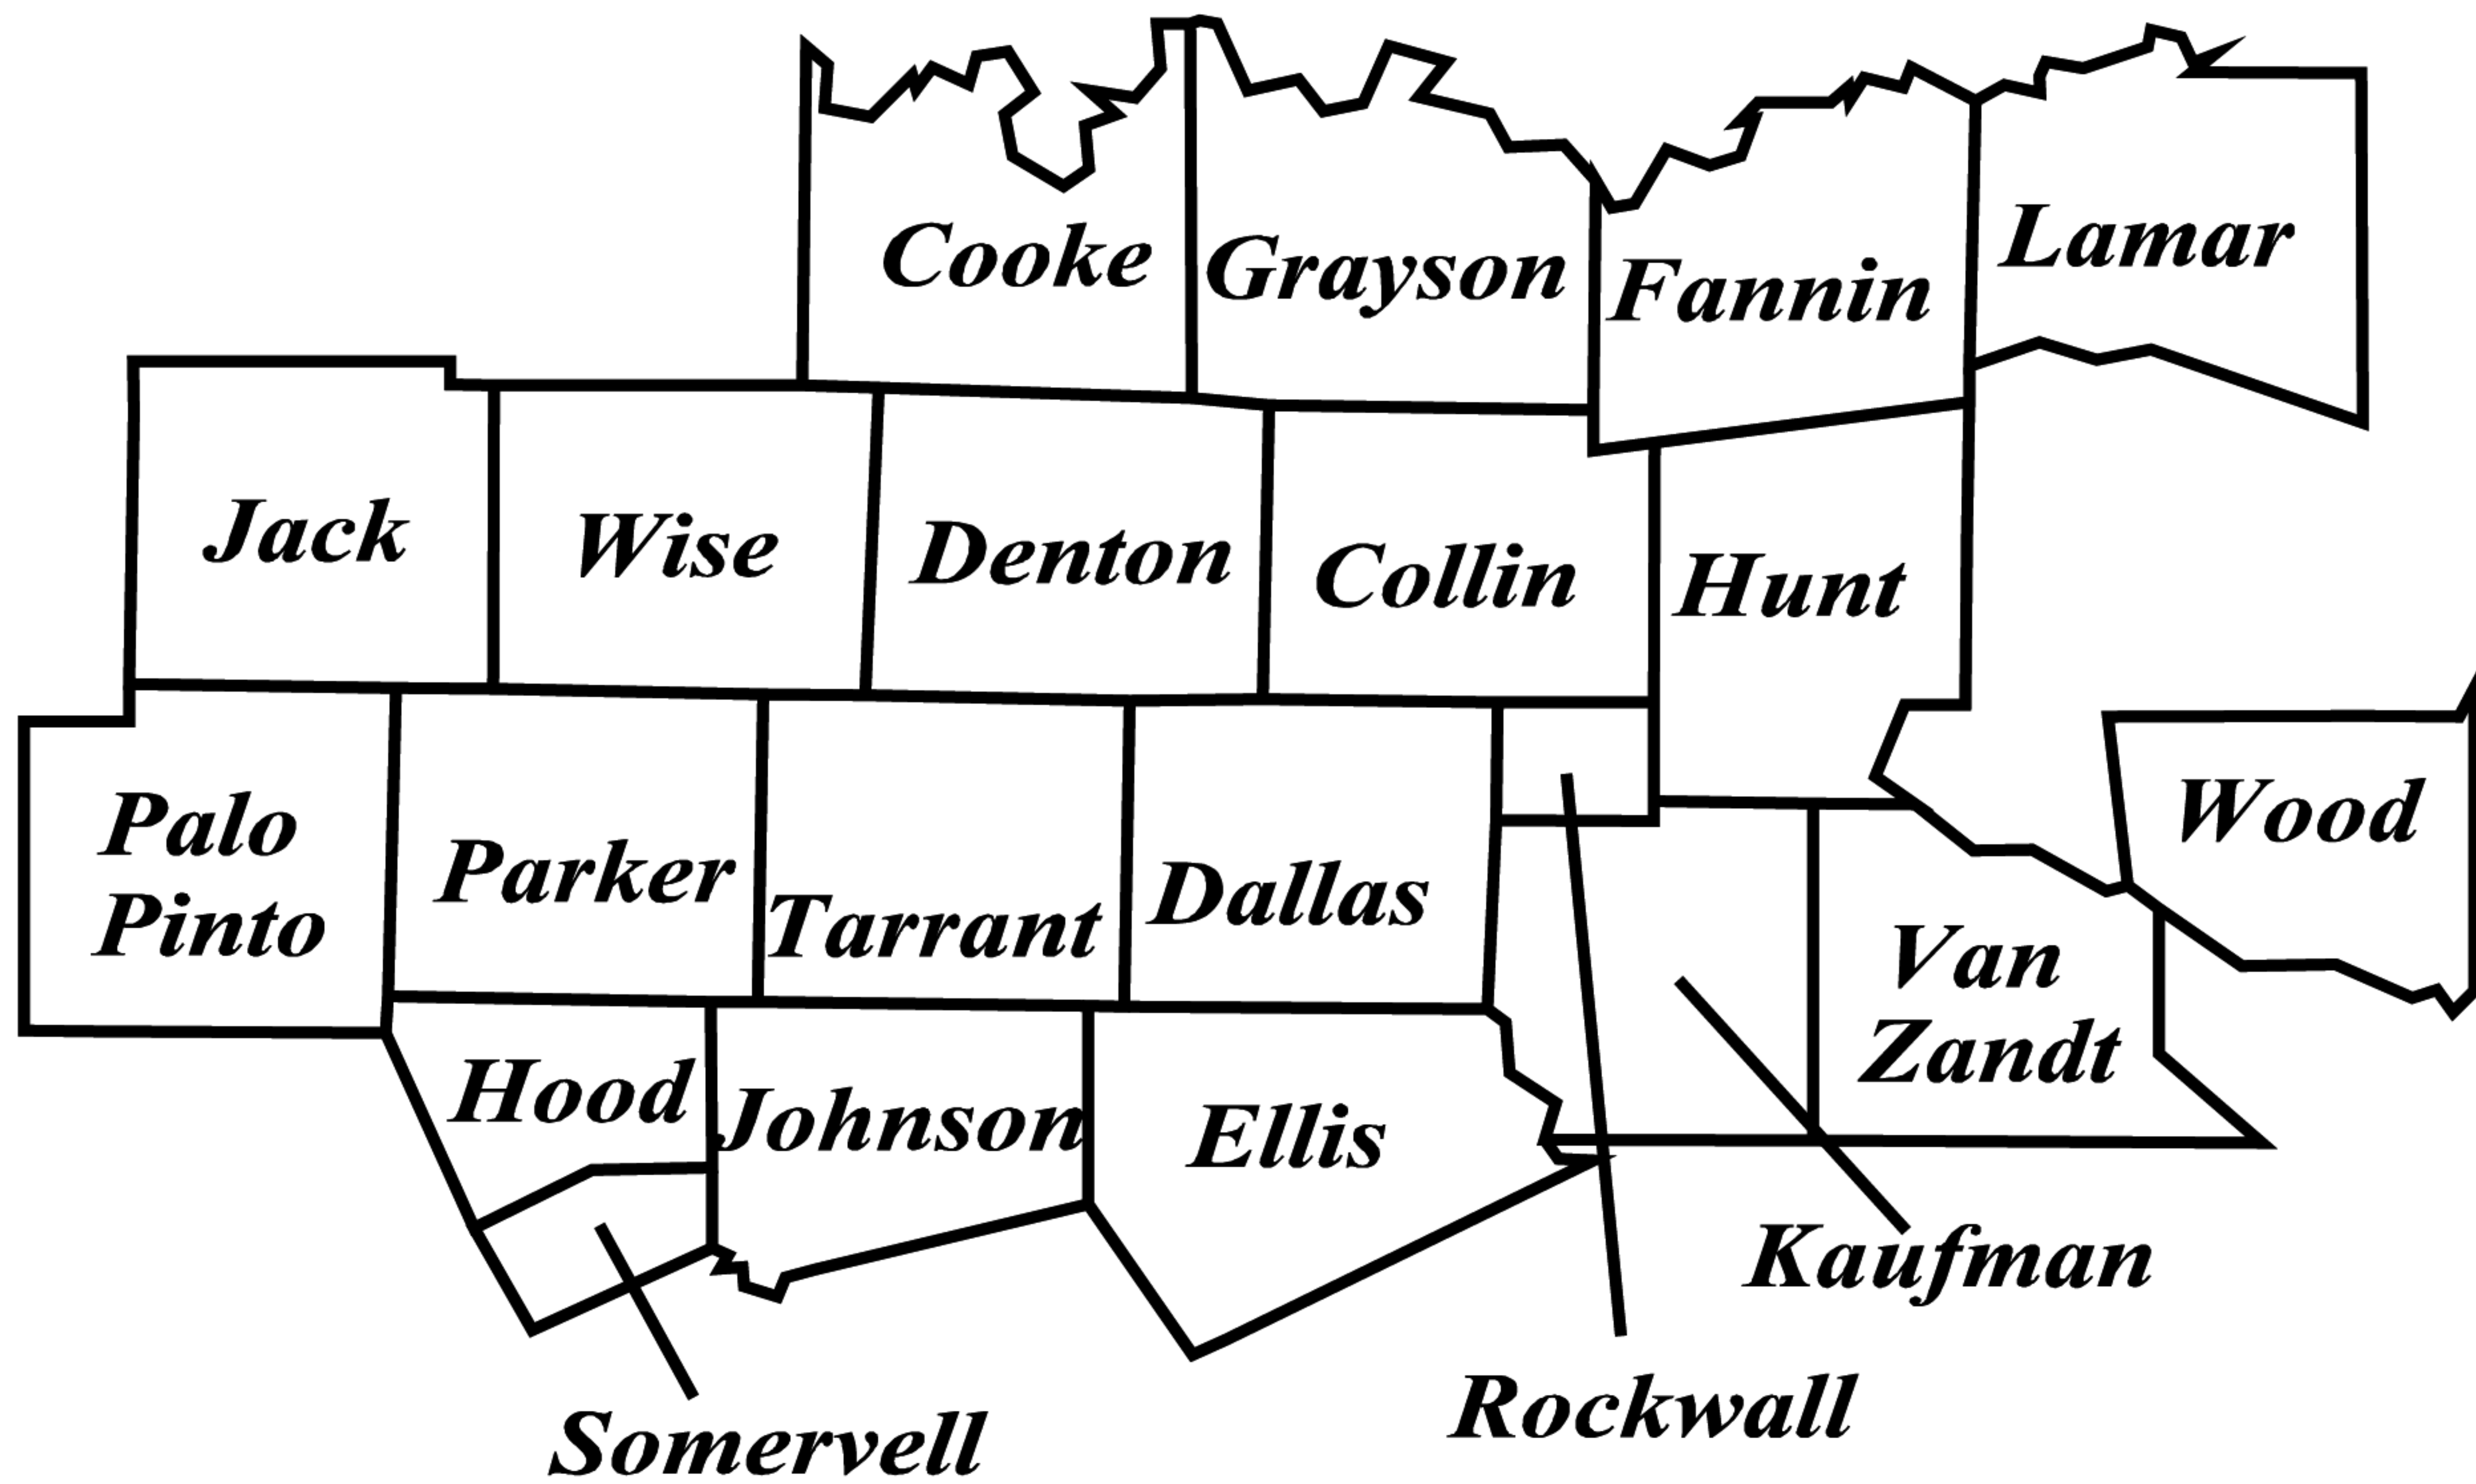 Cooke
Grayson
Fannin
Lamar
Jack
Wise
Denton
Collin
Hunt
Palo
Pinto
Parker
Tarrant
Dallas
Wood
Van
Zandt
Hood
Johnson
Ellis
Kaufman
Rockwall
Somervell